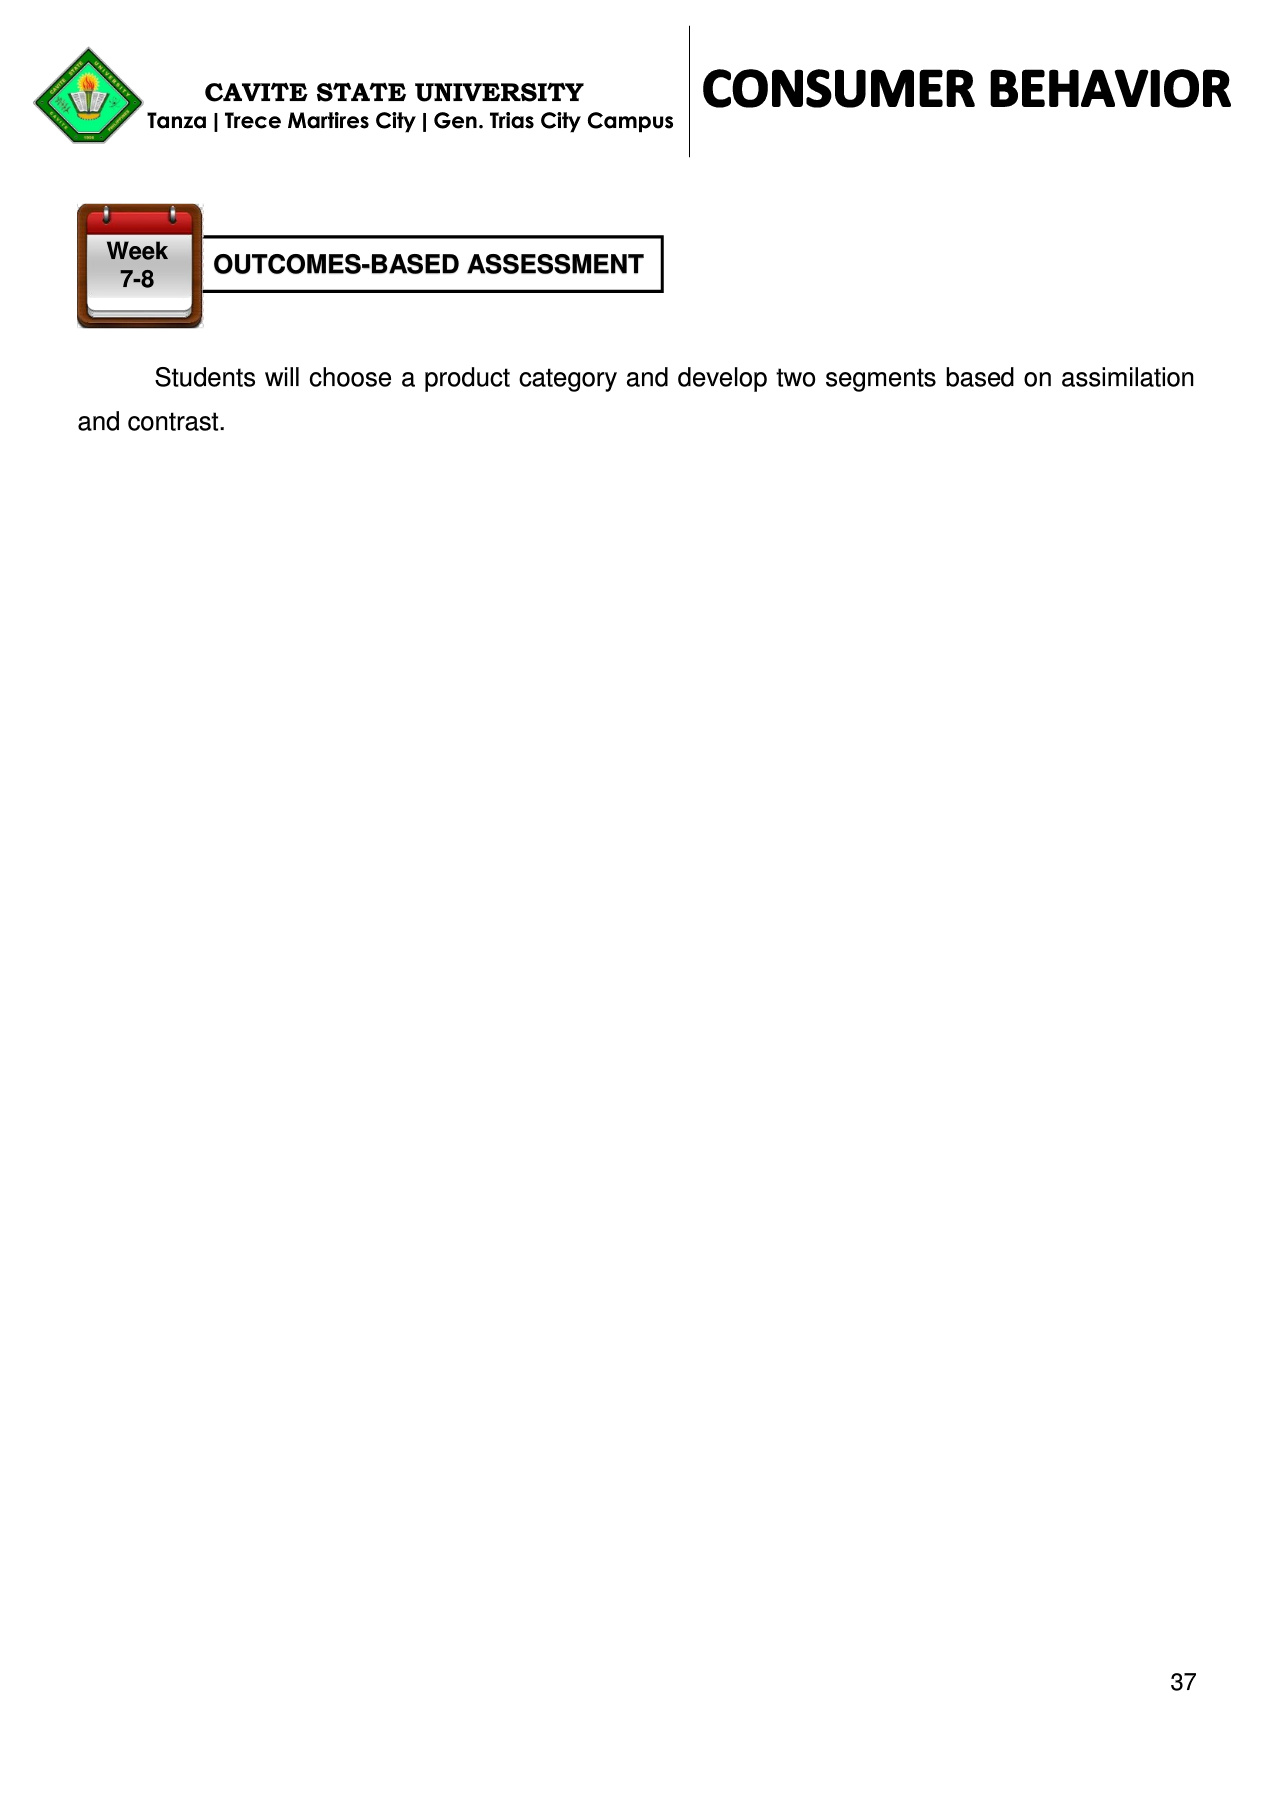 CAVITE STATE UNIVERSITY
Tanza | Trece Martires City | Gen. Trias City Campus
CONSUMER BEHAVIOR
Week
7-8
OUTCOMES-BASED ASSESSMENT
Students will choose a product category and develop two segments based on assimilation
and contrast.
37